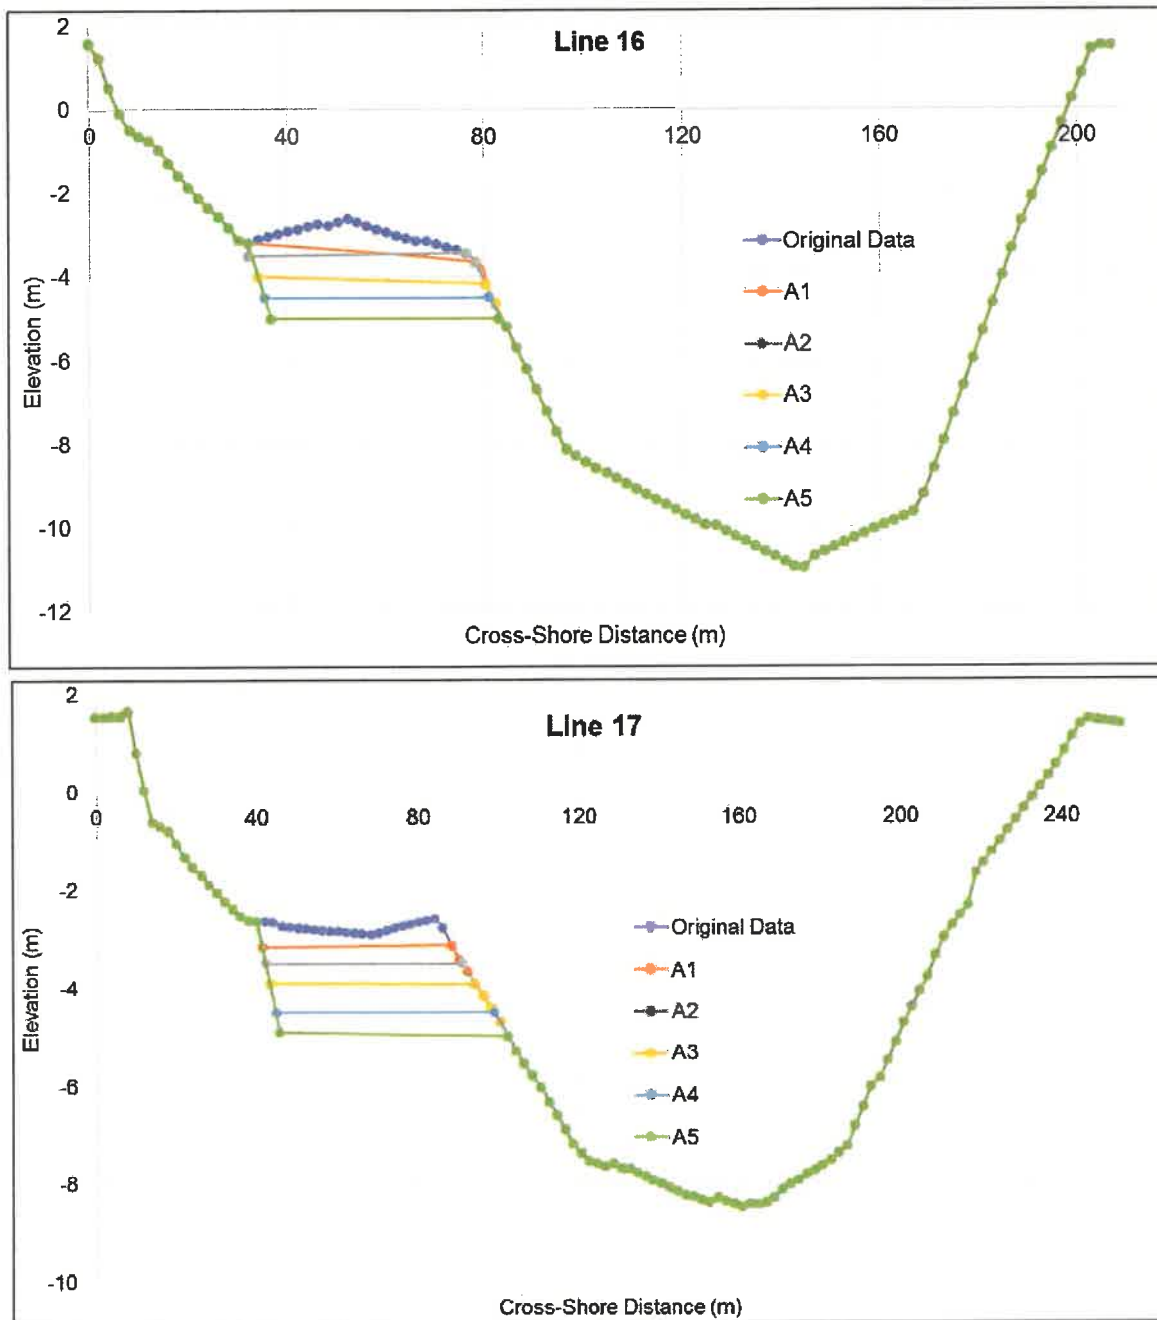 Line 16
2
0
-2
-4
-6
-8
-10
-12
0 40 80 120 160 200
Elevation (m)
Cross-Shore Distance (m)
Original Data
A1
A2
A3
A4
A5
Line 17
2
0
-2
-4
-6
-8
-10
0 40 80 120 160 200 240
Elevation (m)
Cross-Shore Distance (m)
Original Data
A1
A2
A3
A4
A5